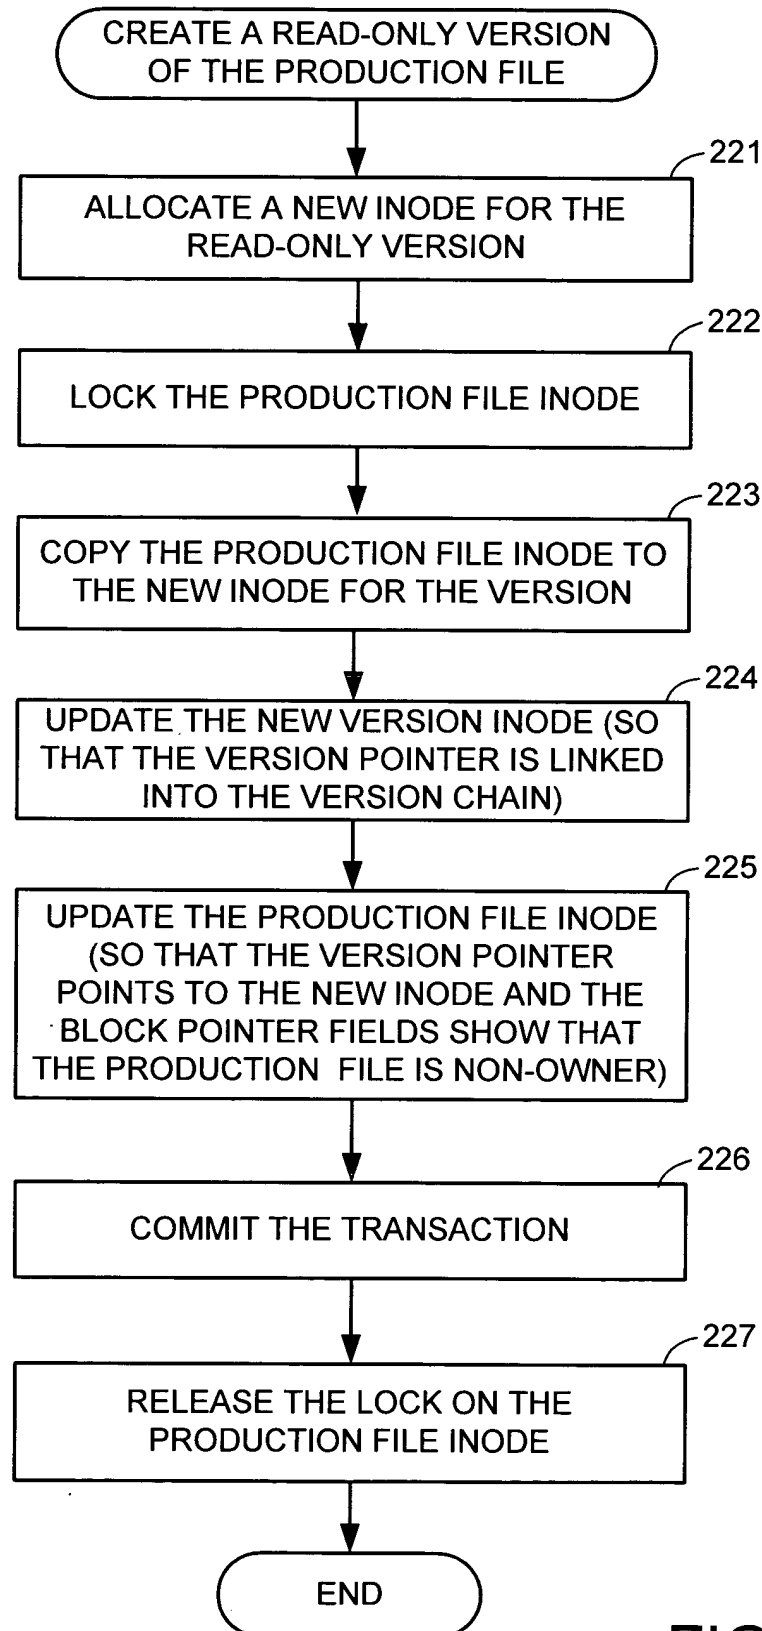 CREATE A READ-ONLY VERSION
OF THE PRODUCTION FILE
221
ALLOCATE A NEW INODE FOR THE
READ-ONLY VERSION
222
LOCK THE PRODUCTION FILE INODE
223
COPY THE PRODUCTION FILE INODE TO
THE NEW INODE FOR THE VERSION
224
UPDATE THE NEW VERSION INODE (SO
THAT THE VERSION POINTER IS LINKED
INTO THE VERSION CHAIN)
225
UPDATE THE PRODUCTION FILE INODE
(SO THAT THE VERSION POINTER
POINTS TO THE NEW INODE AND THE
BLOCK POINTER FIELDS SHOW THAT
THE PRODUCTION FILE IS NON-OWNER)
226
COMMIT THE TRANSACTION
227
RELEASE THE LOCK ON THE
PRODUCTION FILE INODE
END